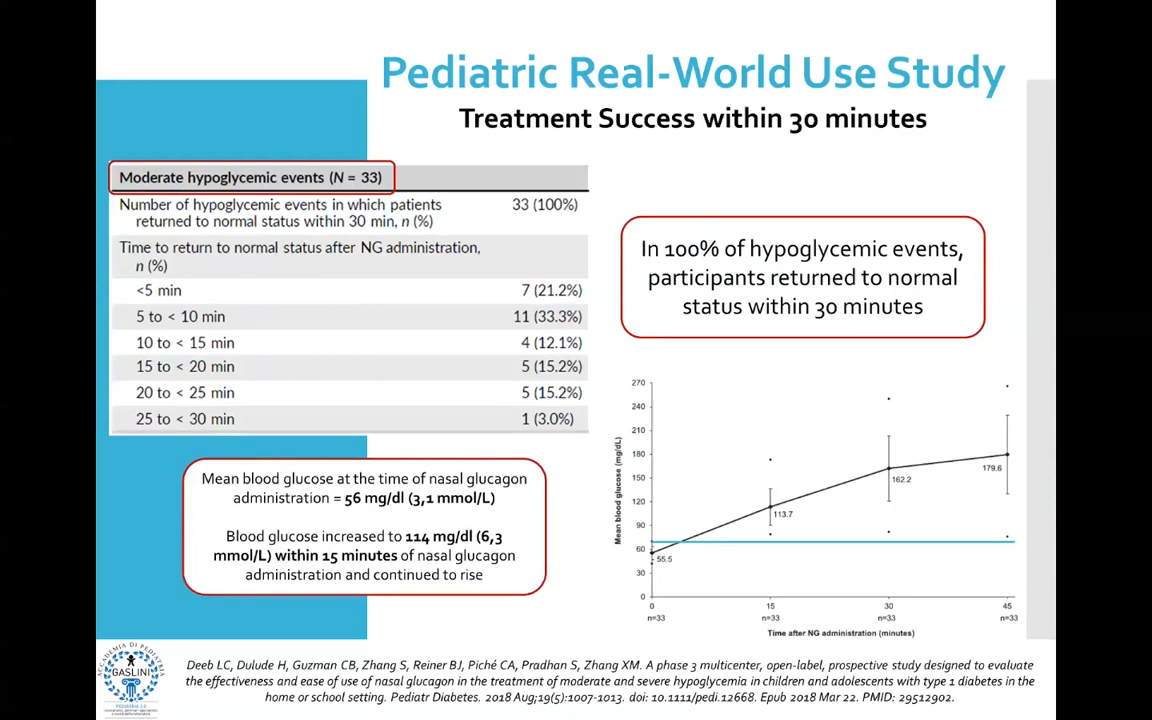 Pediatric Real-World Use Study
Treatment Success within 30 minutes
Moderate hypoglycemic events (N = 33)
Number of hypoglycemic events in which patients returned to normal status within 30 min, n (%) 33 (100%)
Time to return to normal status after NG administration, n (%)
<5 min 7 (21.2%)
5 to < 10 min 11 (33.3%)
10 to < 15 min 4 (12.1%)
15 to < 20 min 5 (15.2%)
20 to < 25 min 5 (15.2%)
25 to < 30 min 1 (3.0%)
In 100% of hypoglycemic events,
participants returned to normal
status within 30 minutes
Mean blood glucose at the time of nasal glucagon
administration = 56 mg/dl (3,1 mmol/L)
Blood glucose increased to 114 mg/dl (6,3
mmol/L) within 15 minutes of nasal glucagon
administration and continued to rise
Mean blood glucose (mg/dL)
270
240
210
180
150
120
90
60
30
0
55.5
113.7
162.2
179.6
0 15 30 45
n=33 n=33 n=33 n=33
Time after NG administration (minutes)
ACCADEMIA DI PEDIATRIA
GASLINI
PEDIATRIA 2.0
Deeb LC, Dulude H, Guzman CB, Zhang S, Reiner BJ, Piché CA, Pradhan S, Zhang XM. A phase 3 multicenter, open-label, prospective study designed to evaluate
the effectiveness and ease of use of nasal glucagon in the treatment of moderate and severe hypoglycemia in children and adolescents with type 1 diabetes in the
home or school setting. Pediatr Diabetes. 2018 Aug;19(5):1007-1013. doi: 10.1111/pedi.12668. Epub 2018 Mar 22. PMID: 29512902.